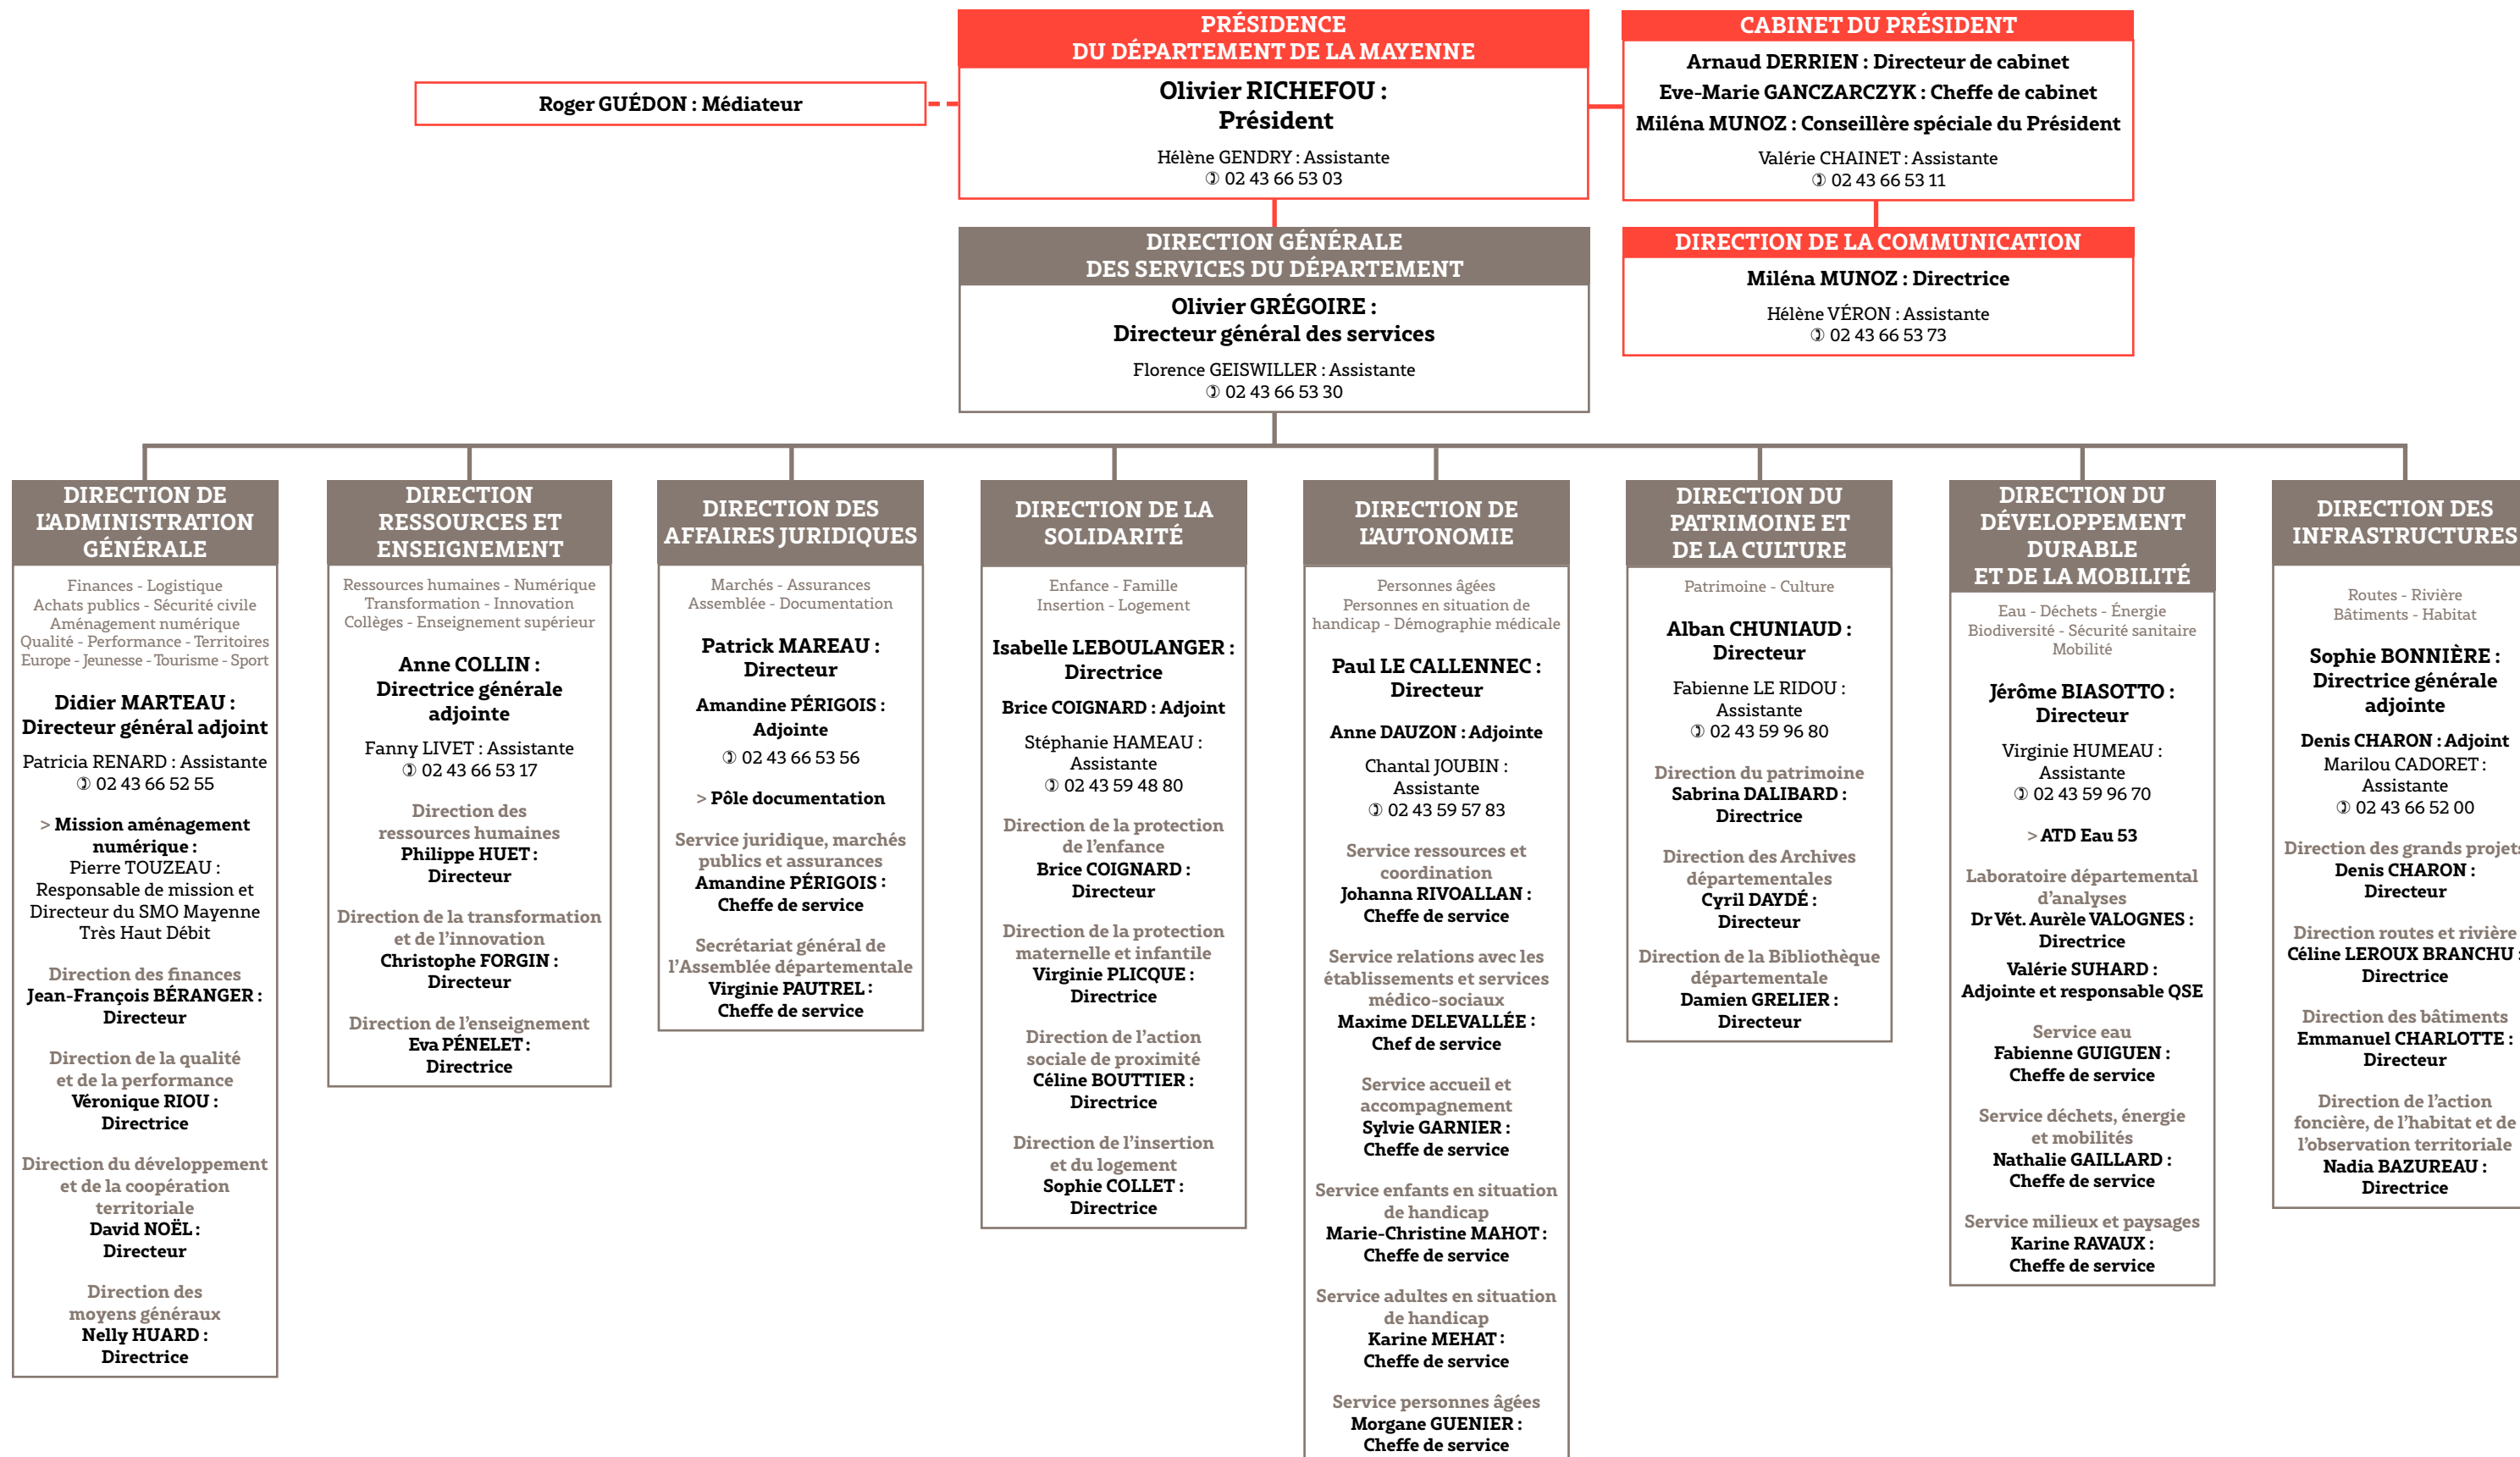 PRÉSIDENCE
DU DÉPARTEMENT DE LA MAYENNE
Olivier RICHEFOU :
Président
Hélène GENDRY : Assistante
✆ 02 43 66 53 03
CABINET DU PRÉSIDENT
Arnaud DERRIEN : Directeur de cabinet
Eve-Marie GANCZARCZYK : Cheffe de cabinet
Miléna MUNOZ : Conseillère spéciale du Président
Valérie CHAINET : Assistante
✆ 02 43 66 53 11
Roger GUÉDON : Médiateur
DIRECTION GÉNÉRALE
DES SERVICES DU DÉPARTEMENT
Olivier GRÉGOIRE :
Directeur général des services
Florence GEISWILLER : Assistante
✆ 02 43 66 53 30
DIRECTION DE LA COMMUNICATION
Miléna MUNOZ : Directrice
Hélène VÉRON : Assistante
✆ 02 43 66 53 73
DIRECTION DE
L'ADMINISTRATION
GÉNÉRALE
Finances - Logistique
Achats publics - Sécurité civile
Aménagement numérique
Qualité - Performance - Territoires
Europe - Jeunesse - Tourisme - Sport
Didier MARTEAU :
Directeur général adjoint
Patricia RENARD : Assistante
✆ 02 43 66 52 55
> Mission aménagement
numérique :
Pierre TOUZEAU :
Responsable de mission et
Directeur du SMO Mayenne
Très Haut Débit
Direction des finances
Jean-François BÉRANGER :
Directeur
Direction de la qualité
et de la performance
Véronique RIOU :
Directrice
Direction du développement
et de la coopération
territoriale
David NOËL :
Directeur
Direction des
moyens généraux
Nelly HUARD :
Directrice
DIRECTION
RESSOURCES ET
ENSEIGNEMENT
Ressources humaines - Numérique
Transformation - Innovation
Collèges - Enseignement supérieur
Anne COLLIN :
Directrice générale
adjointe
Fanny LIVET : Assistante
✆ 02 43 66 53 17
Direction des
ressources humaines
Philippe HUET :
Directeur
Direction de la transformation
et de l'innovation
Christophe FORGIN :
Directeur
Direction de l'enseignement
Eva PÉNELET :
Directrice
DIRECTION DES
AFFAIRES JURIDIQUES
Marchés - Assurances
Assemblée - Documentation
Patrick MAREAU :
Directeur
Amandine PÉRIGOIS :
Adjointe
✆ 02 43 66 53 56
> Pôle documentation
Service juridique, marchés
publics et assurances
Amandine PÉRIGOIS :
Cheffe de service
Secrétariat général de
l'Assemblée départementale
Virginie PAUTREL :
Cheffe de service
DIRECTION DE LA
SOLIDARITÉ
Enfance - Famille
Insertion - Logement
Isabelle LEBOULANGER :
Directrice
Brice COIGNARD : Adjoint
Stéphanie HAMEAU :
Assistante
✆ 02 43 59 48 80
Direction de la protection
de l'enfance
Brice COIGNARD :
Directeur
Direction de la protection
maternelle et infantile
Virginie PLICQUE :
Directrice
Direction de l'action
sociale de proximité
Céline BOUTTIER :
Directrice
Direction de l'insertion
et du logement
Sophie COLLET :
Directrice
DIRECTION DE
L'AUTONOMIE
Personnes âgées
Personnes en situation de
handicap - Démographie médicale
Paul LE CALLENNEC :
Directeur
Anne DAUZON : Adjointe
Chantal JOUBIN :
Assistante
✆ 02 43 59 57 83
Service ressources et
coordination
Johanna RIVOALLAN :
Cheffe de service
Service relations avec les
établissements et services
médico-sociaux
Maxime DELEVALLÉE :
Chef de service
Service accueil et
accompagnement
Sylvie GARNIER :
Cheffe de service
Service enfants en situation
de handicap
Marie-Christine MAHOT :
Cheffe de service
Service adultes en situation
de handicap
Karine MEHAT :
Cheffe de service
Service personnes âgées
Morgane GUENIER :
Cheffe de service
DIRECTION DU
PATRIMOINE ET
DE LA CULTURE
Patrimoine - Culture
Alban CHUNIAUD :
Directeur
Fabienne LE RIDOU :
Assistante
✆ 02 43 59 96 80
Direction du patrimoine
Sabrina DALIBARD :
Directrice
Direction des Archives
départementales
Cyril DAYDÉ :
Directeur
Direction de la Bibliothèque
départementale
Damien GRELIER :
Directeur
DIRECTION DU
DÉVELOPPEMENT
DURABLE
ET DE LA MOBILITÉ
Eau - Déchets - Énergie
Biodiversité - Sécurité sanitaire
Mobilité
Jérôme BIASOTTO :
Directeur
Virginie HUMEAU :
Assistante
✆ 02 43 59 96 70
> ATD Eau 53
Laboratoire départemental
d'analyses
Dr Vét. Aurèle VALOGNES :
Directrice
Valérie SUHARD :
Adjointe et responsable QSE
Service eau
Fabienne GUIGUEN :
Cheffe de service
Service déchets, énergie
et mobilités
Nathalie GAILLARD :
Cheffe de service
Service milieux et paysages
Karine RAVAUX :
Cheffe de service
DIRECTION DES
INFRASTRUCTURES
Routes - Rivière
Bâtiments - Habitat
Sophie BONNIÈRE :
Directrice générale
adjointe
Denis CHARON : Adjoint
Marilou CADORET :
Assistante
✆ 02 43 66 52 00
Direction des grands projets
Denis CHARON :
Directeur
Direction routes et rivière
Céline LEROUX BRANCHU :
Directrice
Direction des bâtiments
Emmanuel CHARLOTTE :
Directeur
Direction de l'action
foncière, de l'habitat et de
l'observation territoriale
Nadia BAZUREAU :
Directrice